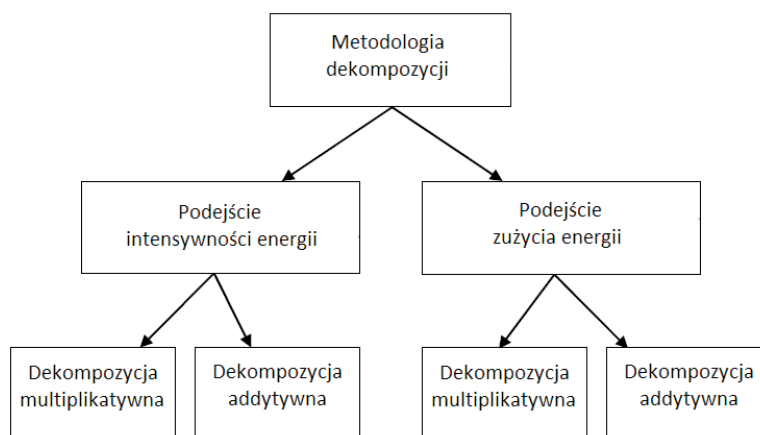 Metodologia
dekompozycji
Podejście
intensywności energii
Podejście
zużycia energii
Dekompozycja
multiplikatywna
Dekompozycja
addytywna
Dekompozycja
multiplikatywna
Dekompozycja
addytywna